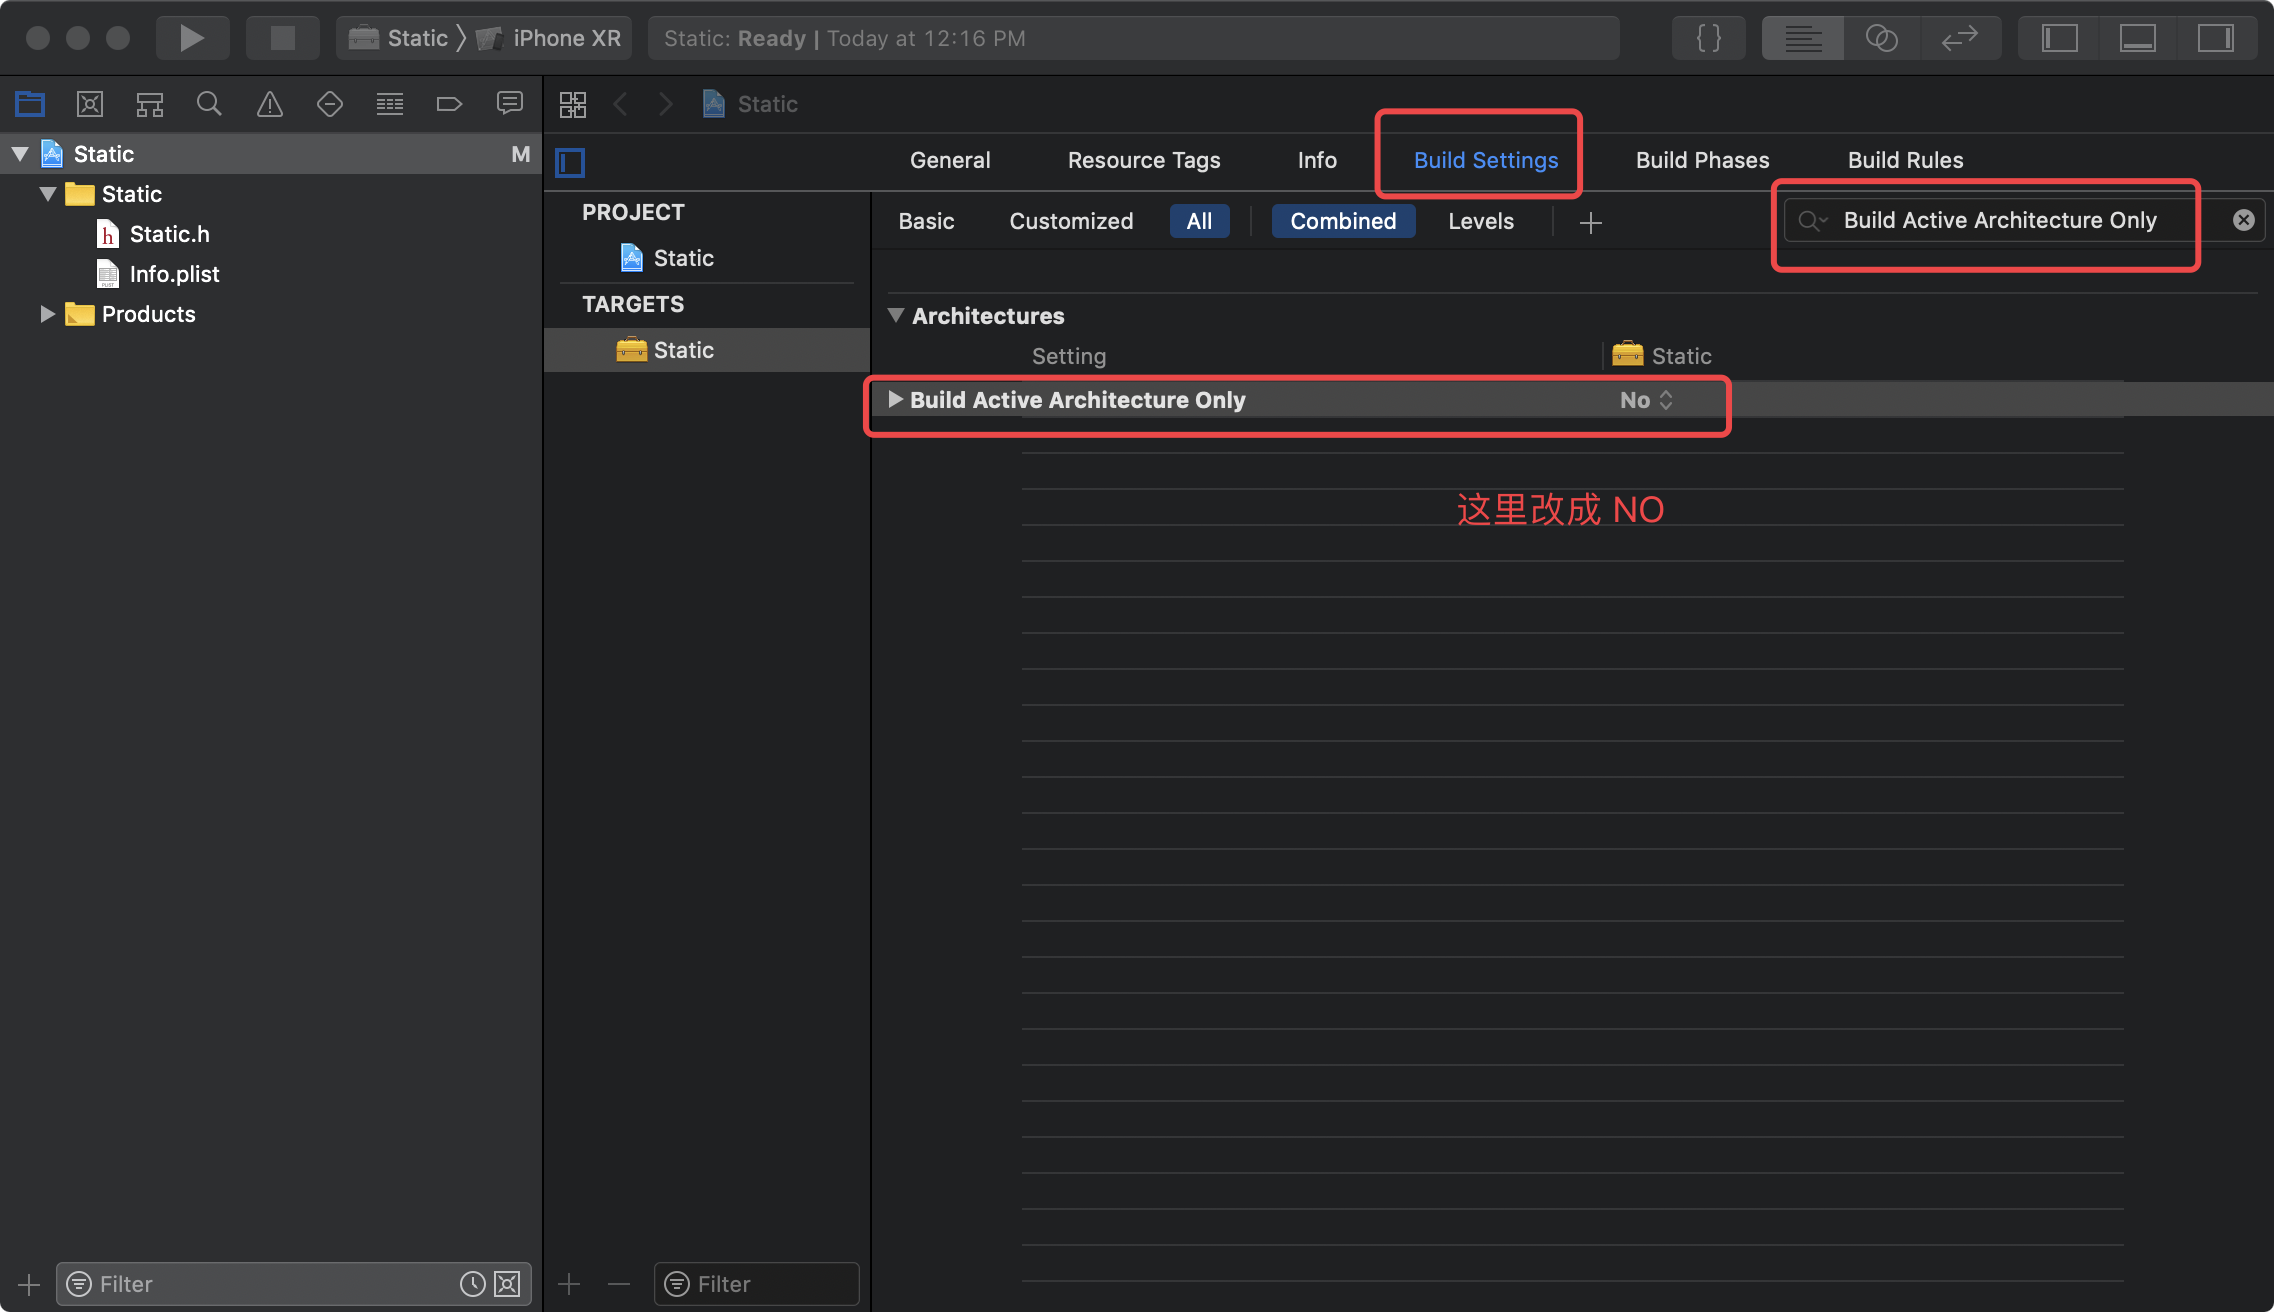 Static
iPhone XR
Static: Ready | Today at 12:16 PM
{ }
Static
M
Static
Static.h
Info.plist
Products
Filter
Static
General
Resource Tags
Info
Build Settings
Build Phases
Build Rules
PROJECT
Static
TARGETS
Static
Filter
Basic
Customized
All
Combined
Levels
Build Active Architecture Only
Architectures
Setting
Static
Build Active Architecture Only
No
这里改成 NO